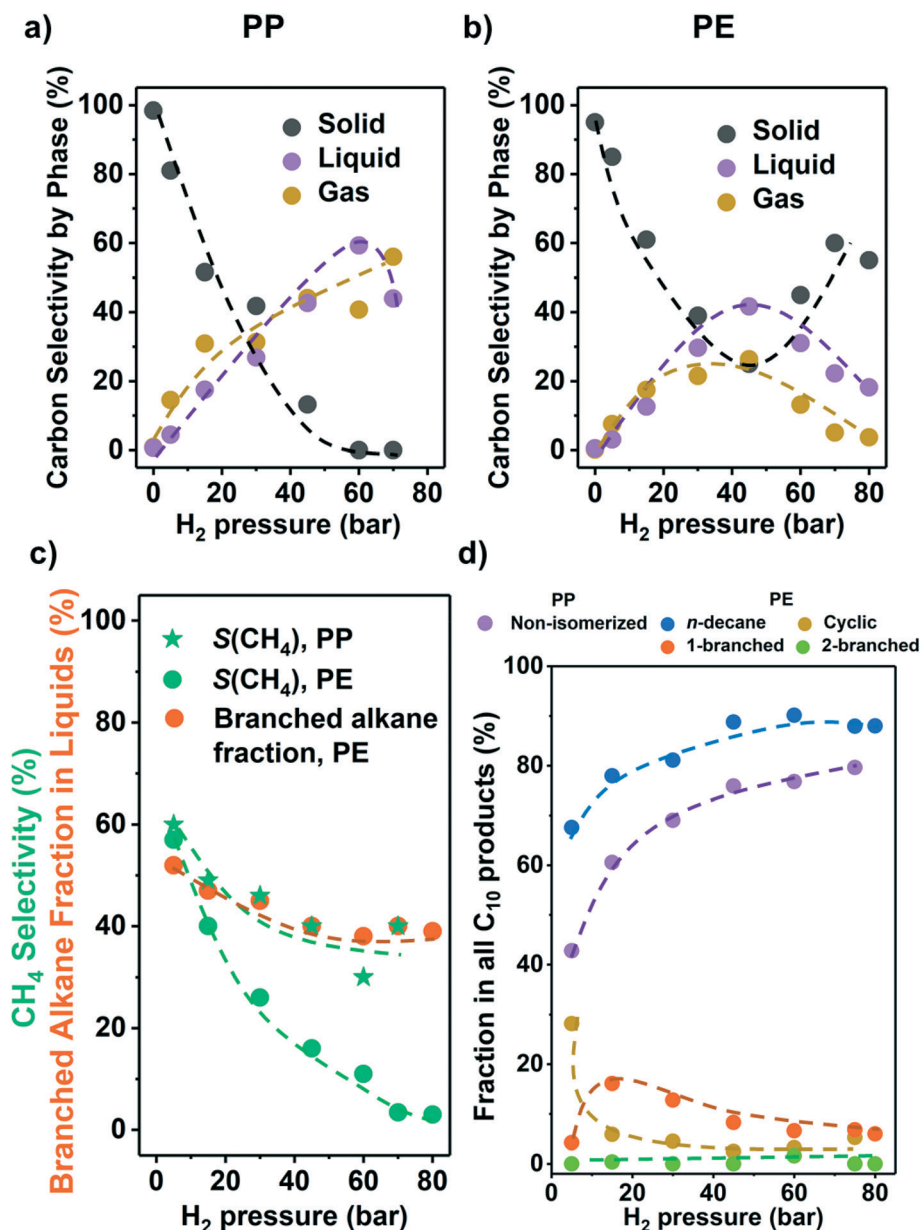 a)
PP
Carbon Selectivity by Phase (%)
100
80
60
40
20
0
Solid
Liquid
Gas
0
20
40
60
80
H2 pressure (bar)
b)
PE
Carbon Selectivity by Phase (%)
100
80
60
40
20
0
Solid
Liquid
Gas
0
20
40
60
80
H2 pressure (bar)
c)
CH4 Selectivity (%)
Branched Alkane Fraction in Liquids (%)
100
80
60
40
20
0
S(CH4), PP
S(CH4), PE
Branched alkane
fraction, PE
0
20
40
60
80
H2 pressure (bar)
d)
PP
PE
Non-isomerized
n-decane
Cyclic
1-branched
2-branched
Fraction in all C10 products (%)
100
80
60
40
20
0
0
20
40
60
80
H2 pressure (bar)